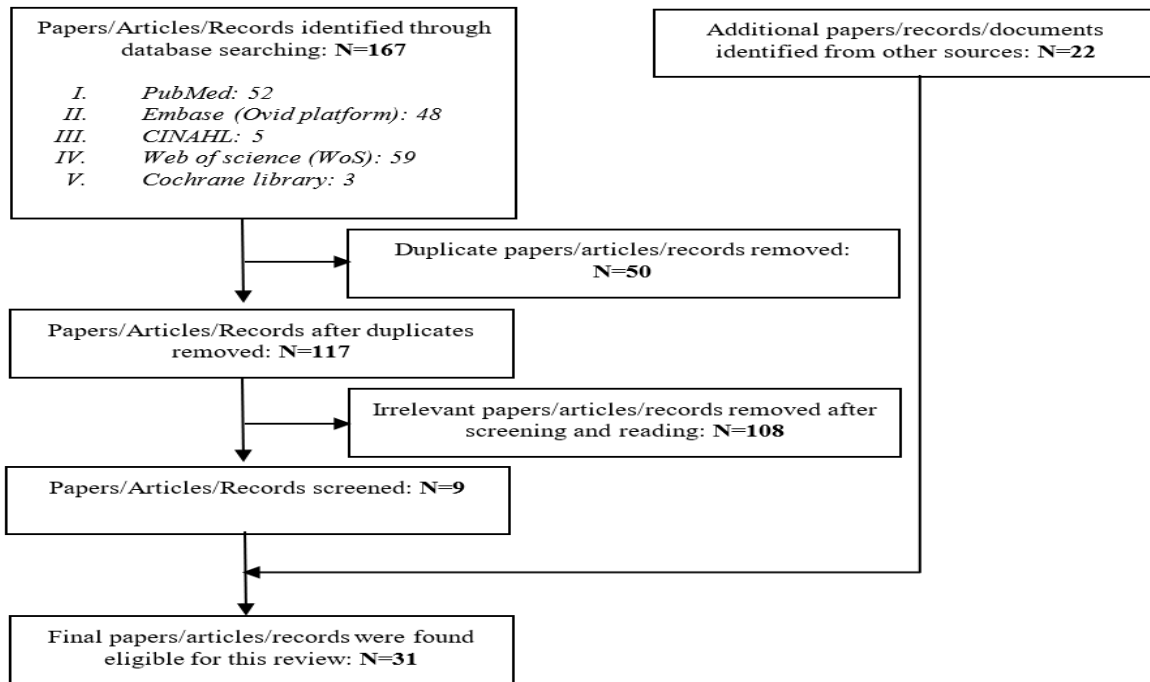 Papers/Articles/Records identified through
database searching: N=167
I. PubMed: 52
II. Embase (Ovid platform): 48
III. CINAHL: 5
IV. Web of science (WoS): 59
V. Cochrane library: 3
Additional papers/records/documents
identified from other sources: N=22
Duplicate papers/articles/records removed:
N=50
Papers/Articles/Records after duplicates
removed: N=117
Irrelevant papers/articles/records removed after
screening and reading: N=108
Papers/Articles/Records screened: N=9
Final papers/articles/records were found
eligible for this review: N=31